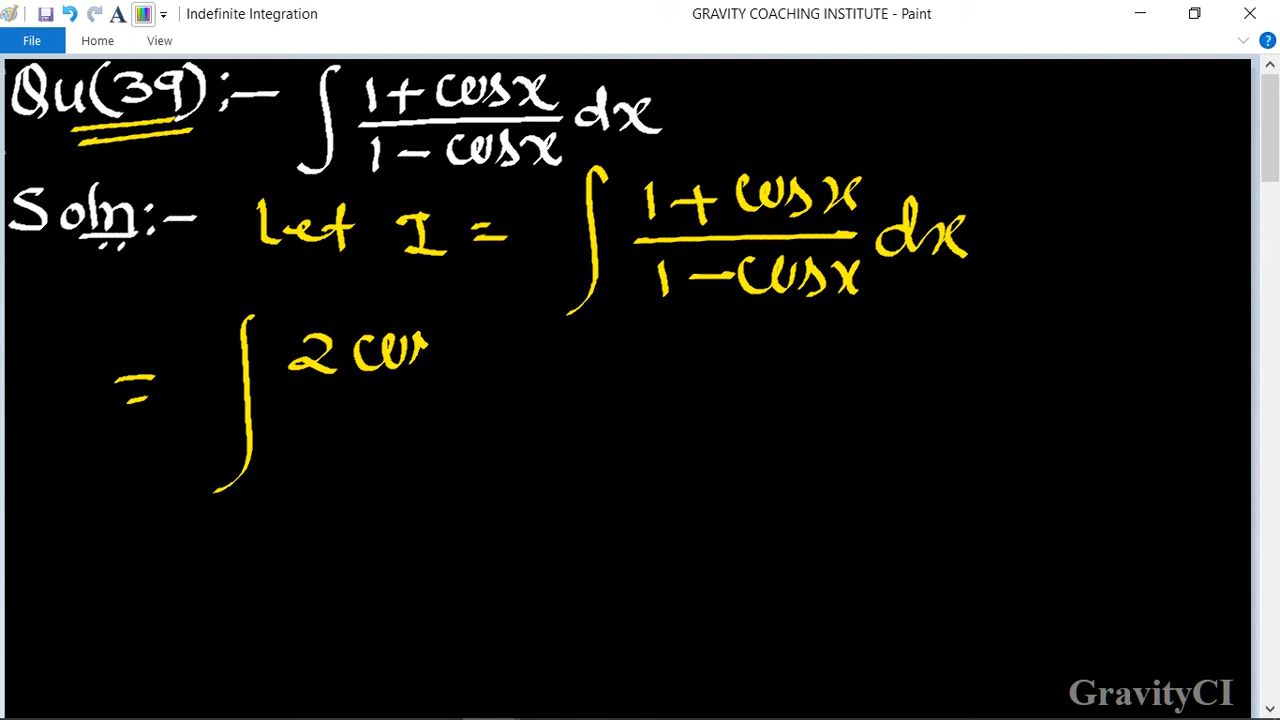 Indefinite Integration
GRAVITY COACHING INSTITUTE - Paint
File Home View
Qu(39):- ∫ (1+cosx)/(1-cosx) dx
Soln:- Let I = ∫ (1+cosx)/(1-cosx) dx
= ∫ 2 cos
GravityCI